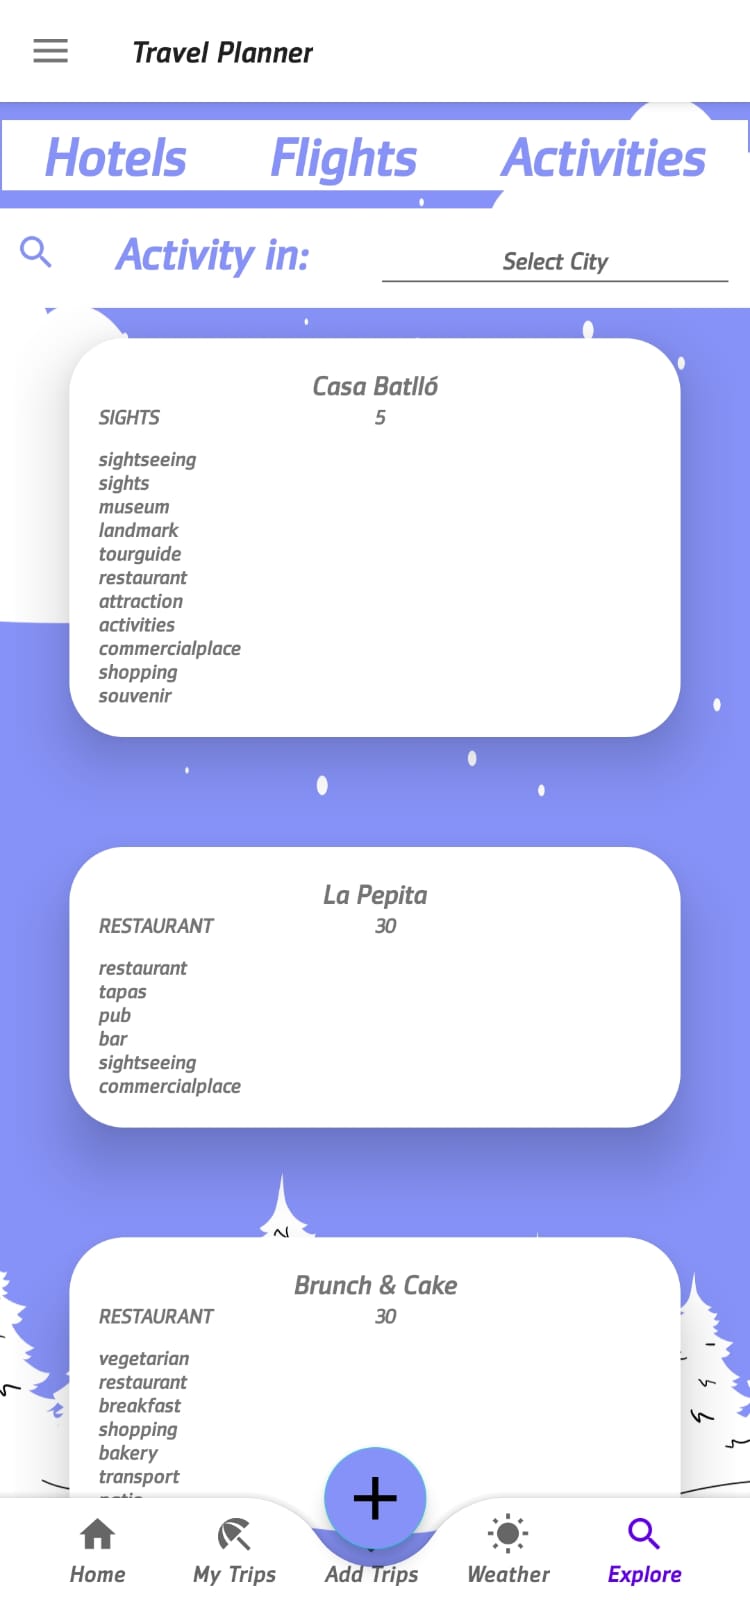 Travel Planner
Hotels Flights Activities
Activity in: Select City
Casa Batlló
SIGHTS 5
sightseeing
sights
museum
landmark
tourguide
restaurant
attraction
activities
commercialplace
shopping
souvenir
La Pepita
RESTAURANT 30
restaurant
tapas
pub
bar
sightseeing
commercialplace
Brunch & Cake
RESTAURANT 30
vegetarian
restaurant
breakfast
shopping
bakery
transport
Home My Trips Add Trips Weather Explore